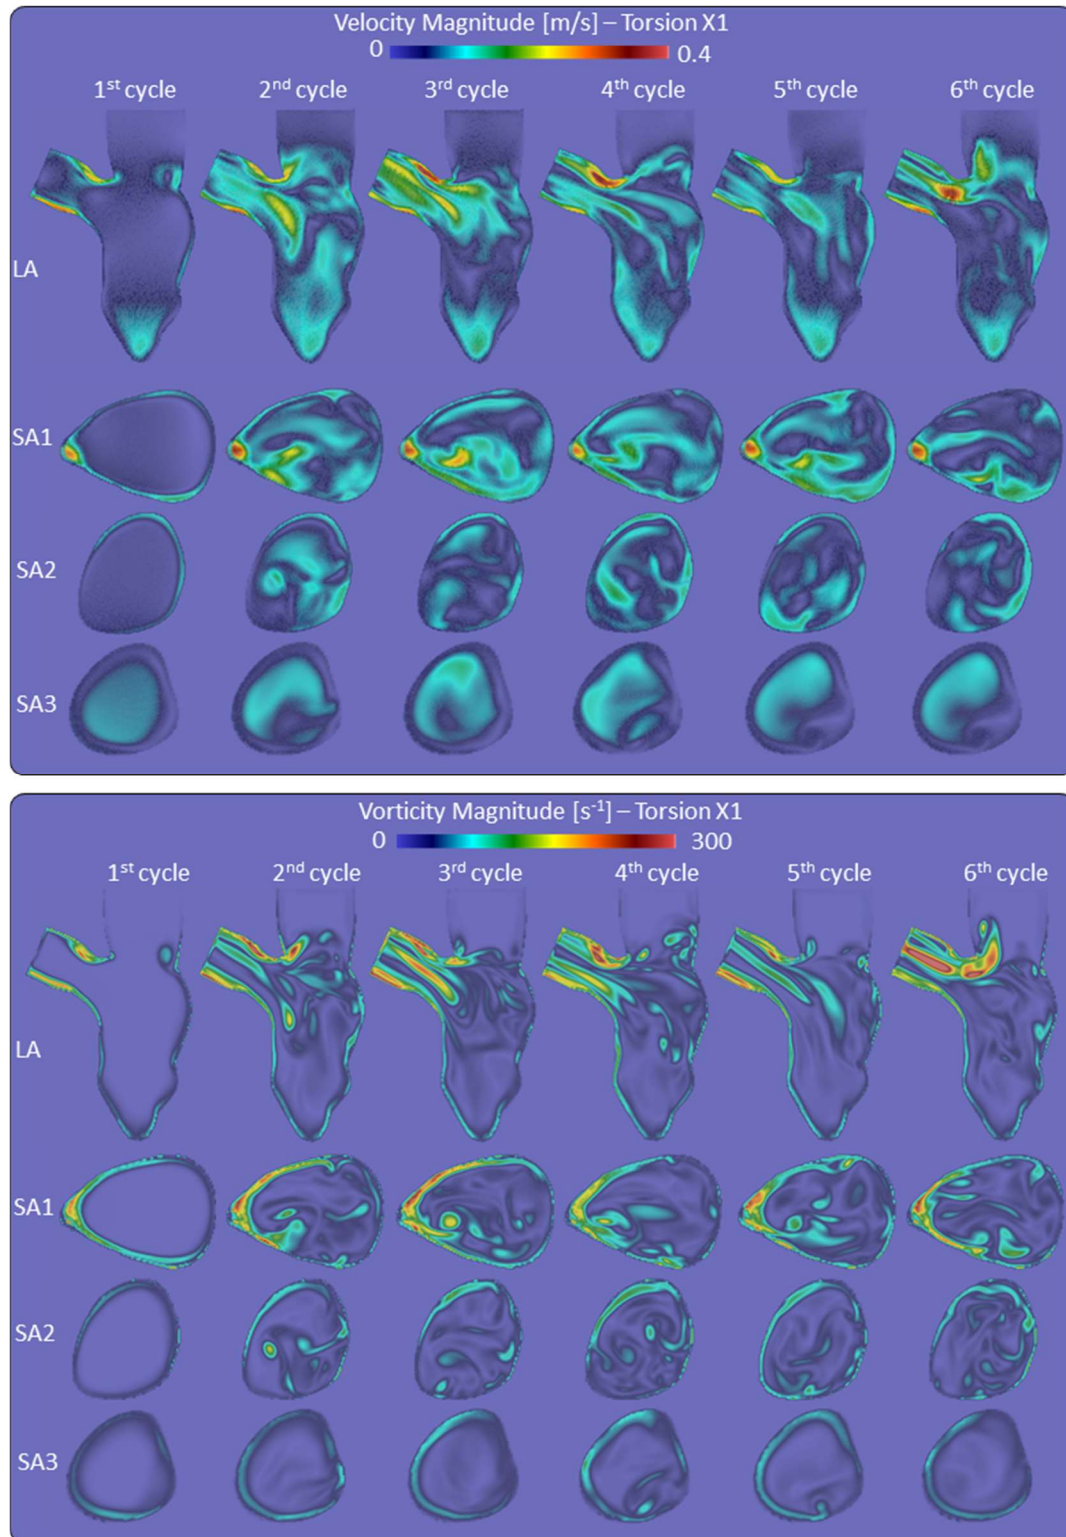 Velocity Magnitude [m/s] – Torsion X1
0 0.4
1st cycle 2nd cycle 3rd cycle 4th cycle 5th cycle 6th cycle
LA
SA1
SA2
SA3
Vorticity Magnitude [s-1] – Torsion X1
0 300
1st cycle 2nd cycle 3rd cycle 4th cycle 5th cycle 6th cycle
LA
SA1
SA2
SA3